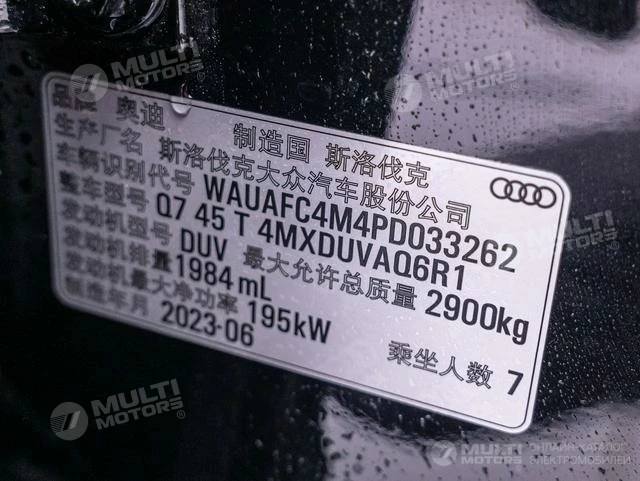 MULTI MOTORS
MULTI MOTORS
品牌 奥迪 制造国 斯洛伐克
生产厂名 斯洛伐克大众汽车股份公司
车辆识别代号 WAUAFC4M4PD033262
整车型号 Q7 45 T 4MXDUVAQ6R1
发动机型号 DUV 最大允许总质量 2900kg
发动机排量 1984 mL
发动机最大净功率 195kW
制造年月 2023-06 乘坐人数 7
MULTI MOTORS
MULTI MOTORS ОНЛАЙН-КАТАЛОГ ЭЛЕКТРОМОБИЛЕЙ